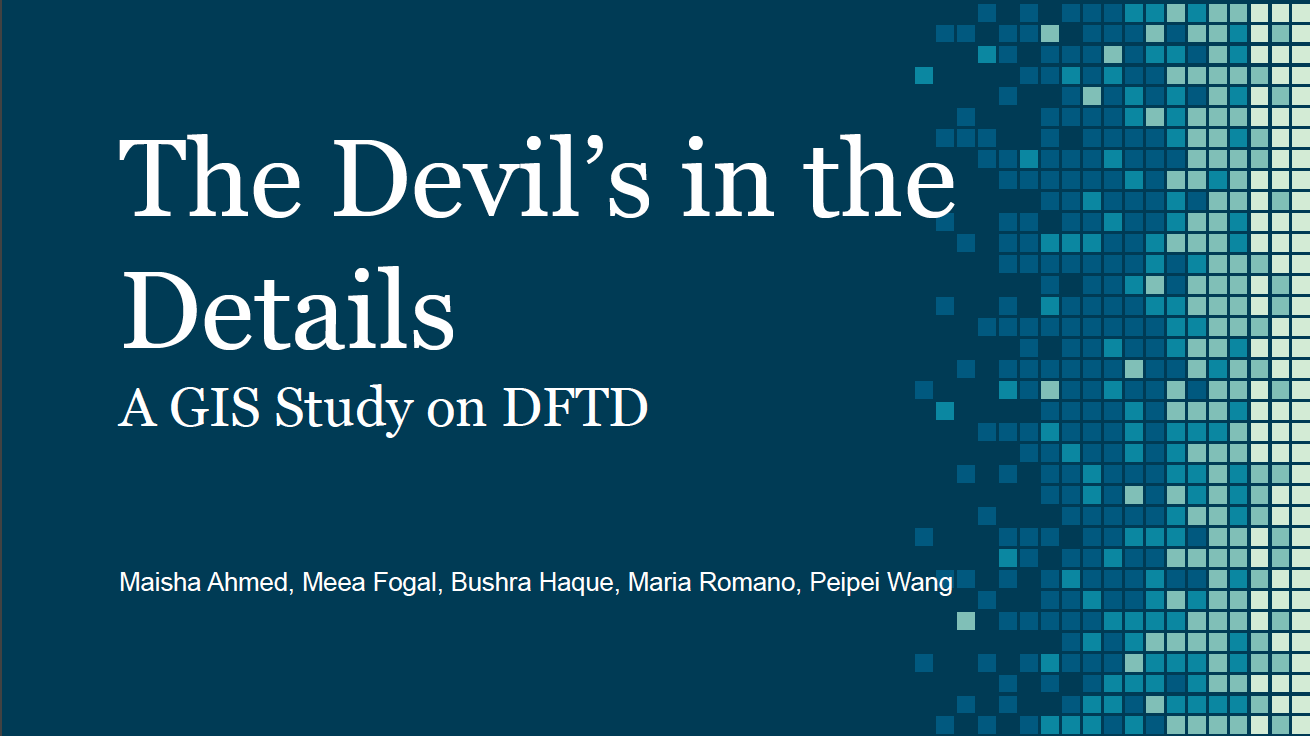 The Devil’s in the
Details
A GIS Study on DFTD
Maisha Ahmed, Meea Fogal, Bushra Haque, Maria Romano, Peipei Wang